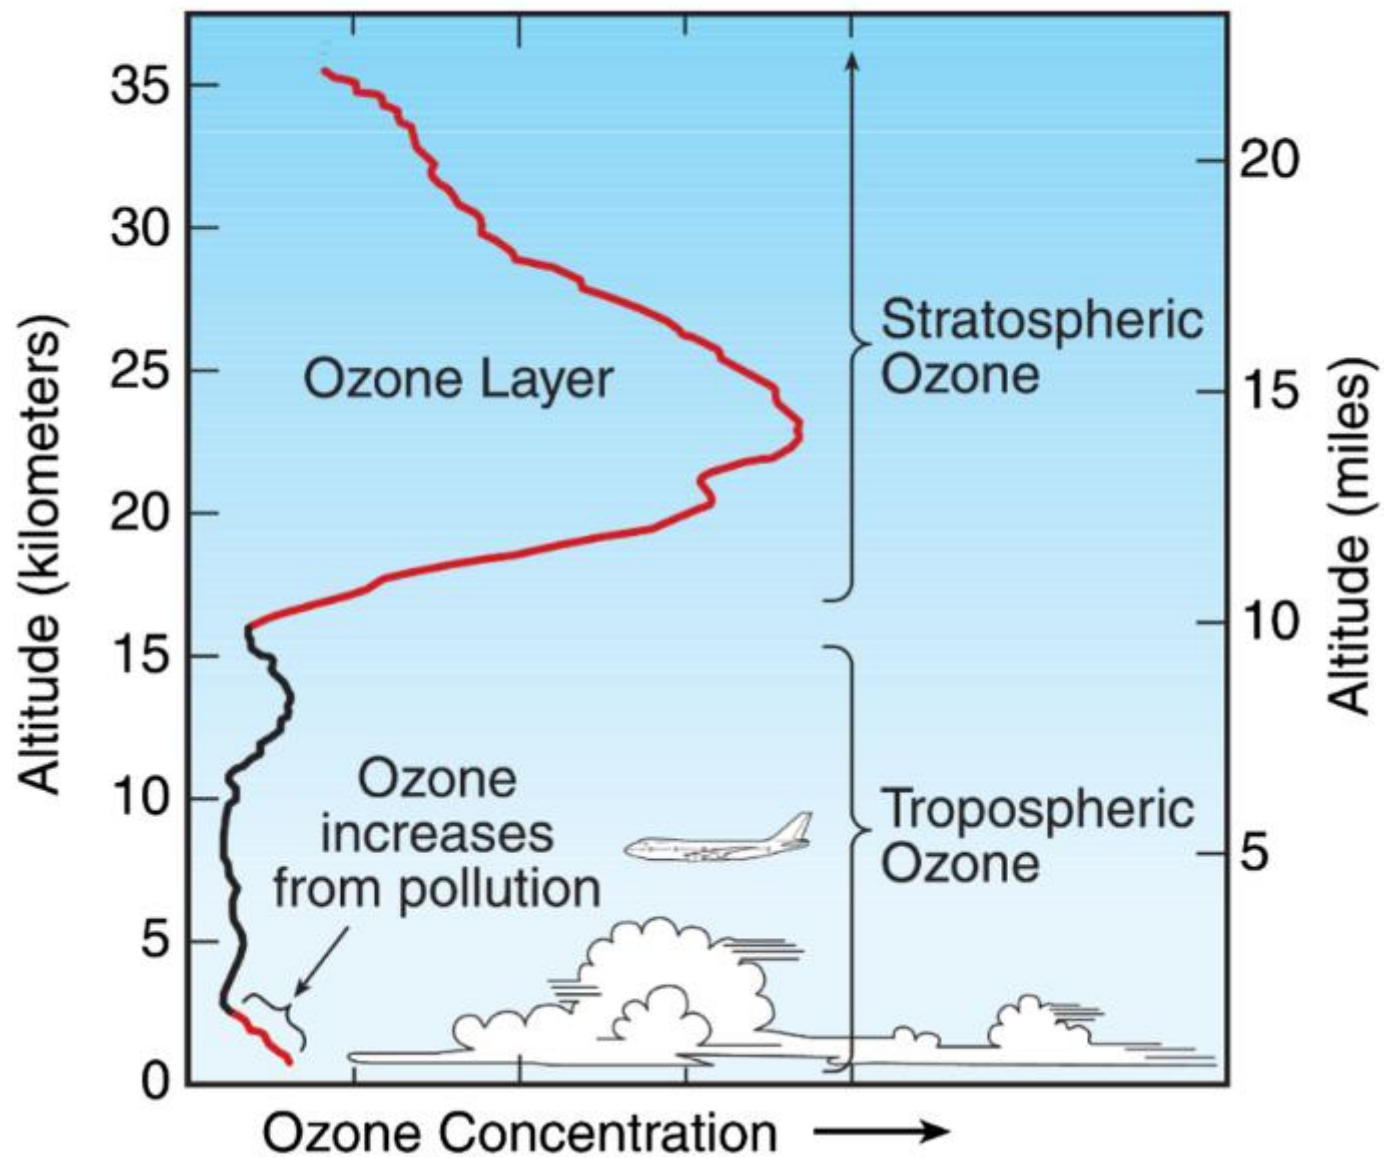 35
30
25
20
15
10
5
0
Altitude (kilometers)
Ozone Layer
Ozone
increases
from pollution
Stratospheric
Ozone
Tropospheric
Ozone
20
15
10
5
Altitude (miles)
Ozone Concentration